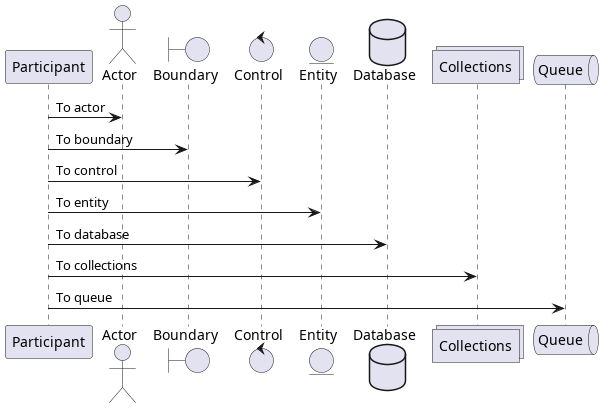 Participant
Actor
Boundary
Control
Entity
Database
Collections
Queue
To actor
To boundary
To control
To entity
To database
To collections
To queue
Participant
Actor
Boundary
Control
Entity
Database
Collections
Queue